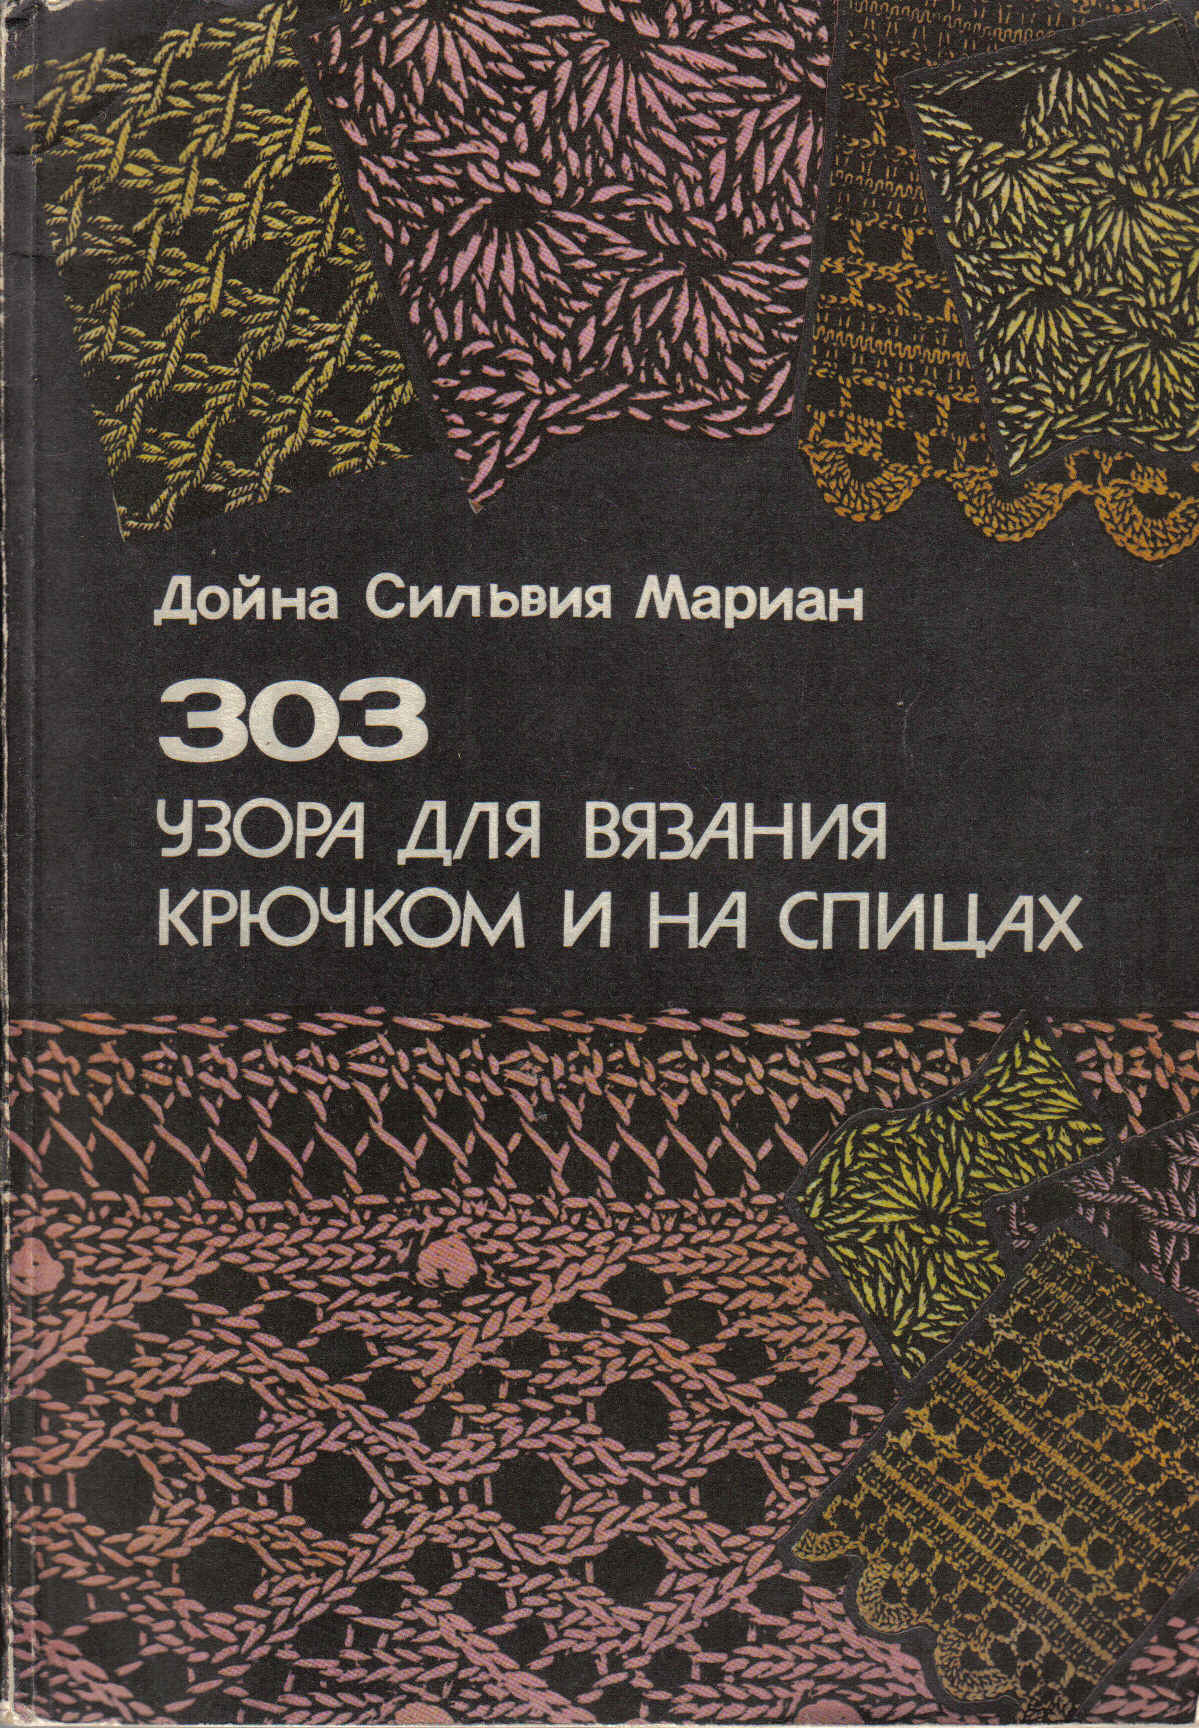 Дойна Сильвия Мариан
303
УЗОРА ДЛЯ ВЯЗАНИЯ
КРЮЧКОМ И НА СПИЦАХ